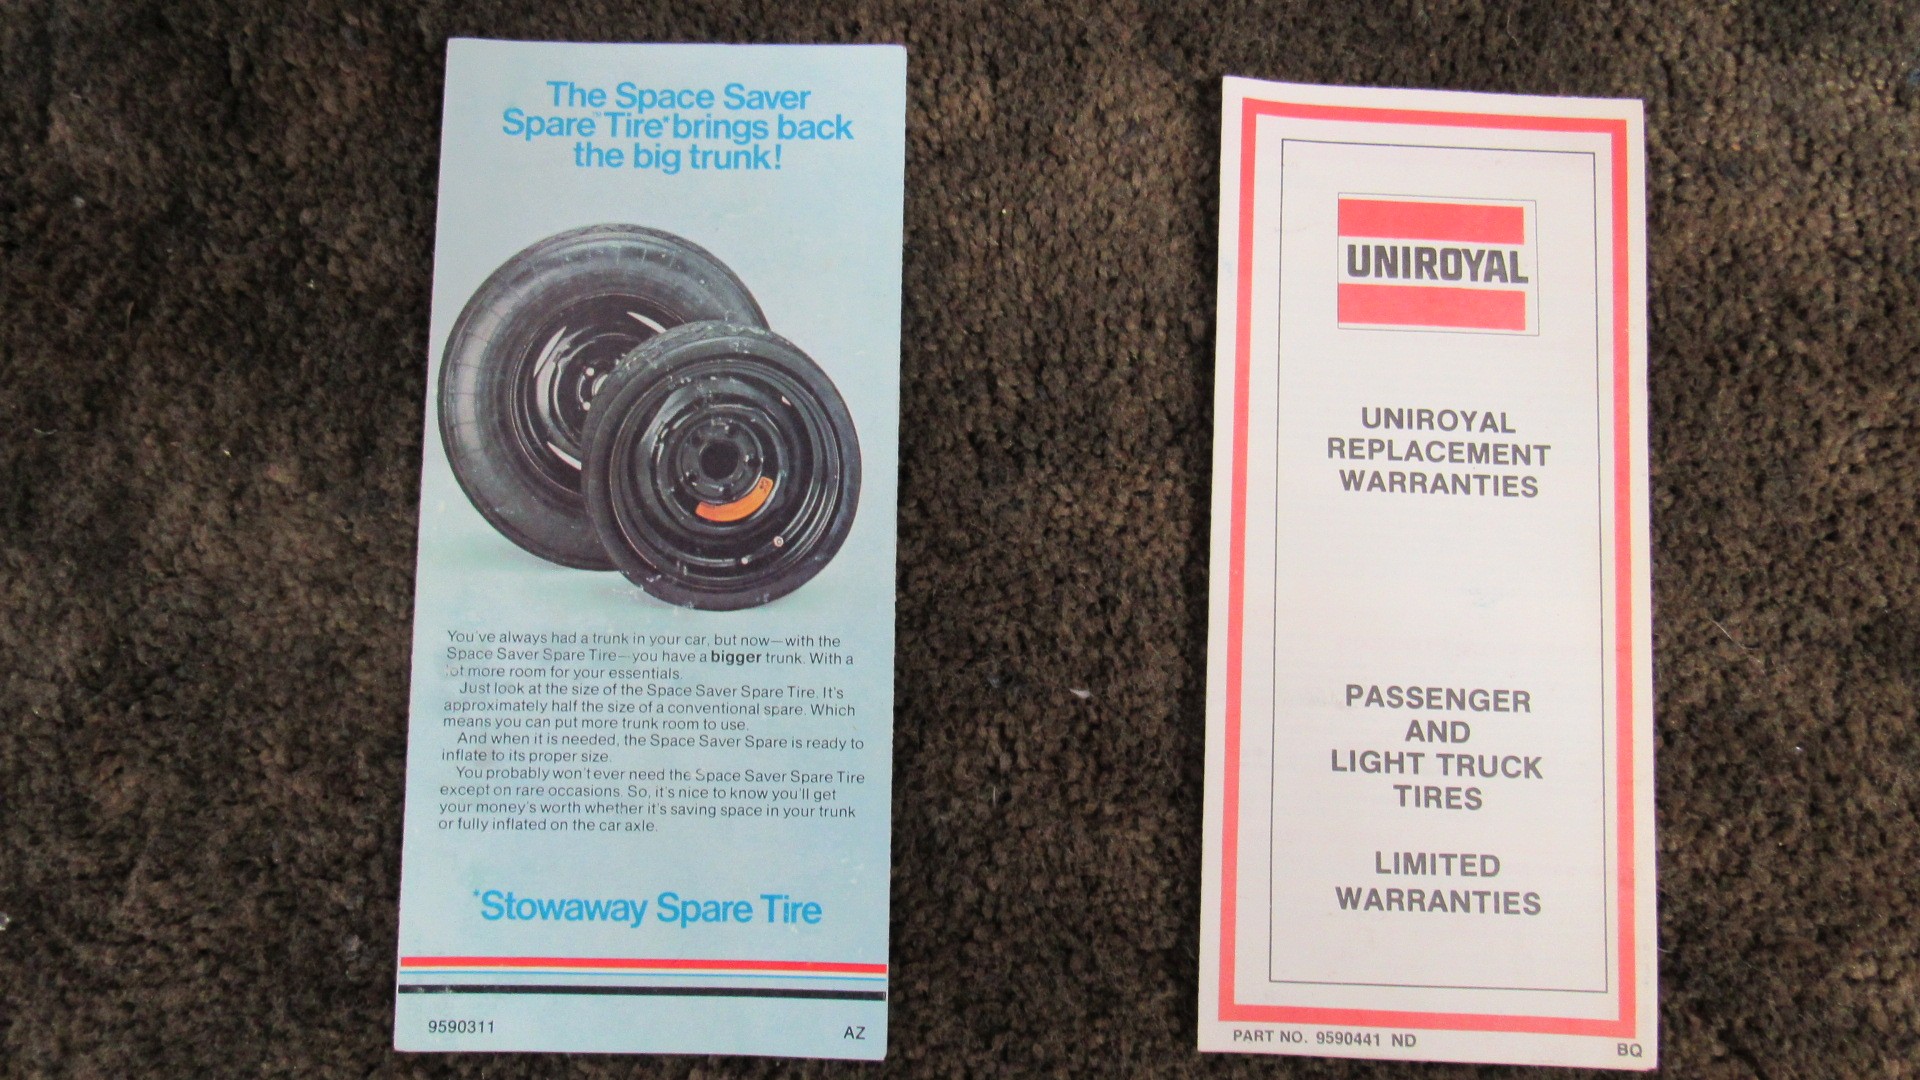 The Space Saver
Spare™Tire*brings back
the big trunk!
You've always had a trunk in your car, but now—with the
Space Saver Spare Tire—you have a bigger trunk. With a
lot more room for your essentials.
Just look at the size of the Space Saver Spare Tire. It's
approximately half the size of a conventional spare. Which
means you can put more trunk room to use.
And when it is needed, the Space Saver Spare is ready to
inflate to its proper size.
You probably won't ever need the Space Saver Spare Tire
except on rare occasions. So, it's nice to know you'll get
your money's worth whether it's saving space in your trunk
or fully inflated on the car axle.
*Stowaway Spare Tire
9590311
AZ
UNIROYAL
UNIROYAL
REPLACEMENT
WARRANTIES
PASSENGER
AND
LIGHT TRUCK
TIRES
LIMITED
WARRANTIES
PART NO. 9590441 ND
BQ